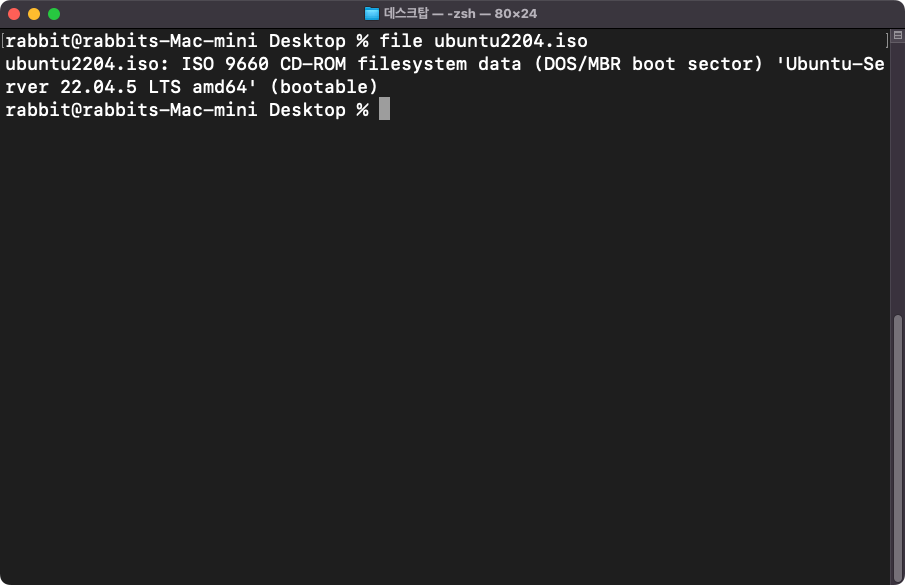 데스크탑 — -zsh — 80×24
rabbit@rabbits-Mac-mini Desktop % file ubuntu2204.iso
ubuntu2204.iso: ISO 9660 CD-ROM filesystem data (DOS/MBR boot sector) 'Ubuntu-Se
rver 22.04.5 LTS amd64' (bootable)
rabbit@rabbits-Mac-mini Desktop %